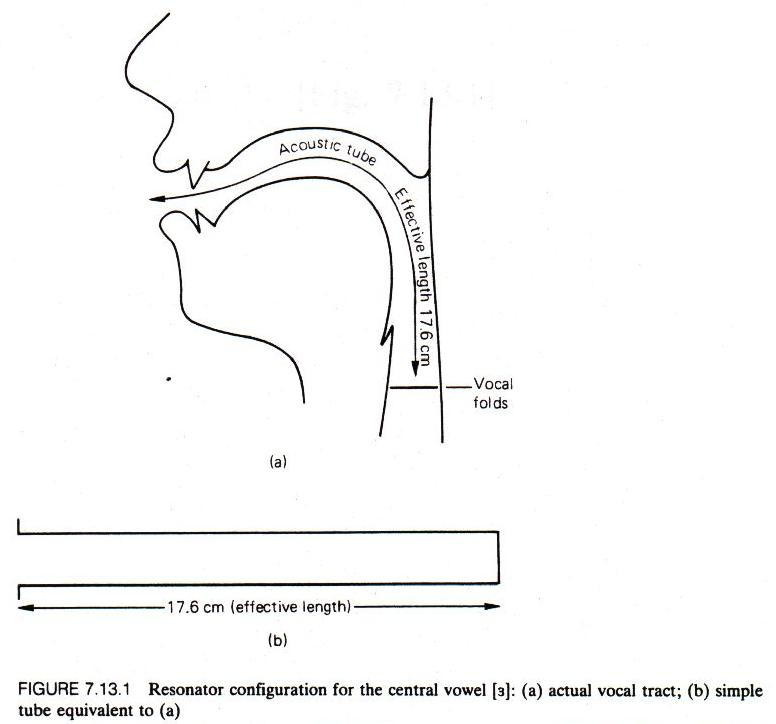 Acoustic tube
Effective length 17.6 cm
Vocal
folds
(a)
17.6 cm (effective length)
(b)
FIGURE 7.13.1 Resonator configuration for the central vowel [ɜ]: (a) actual vocal tract; (b) simple
tube equivalent to (a)